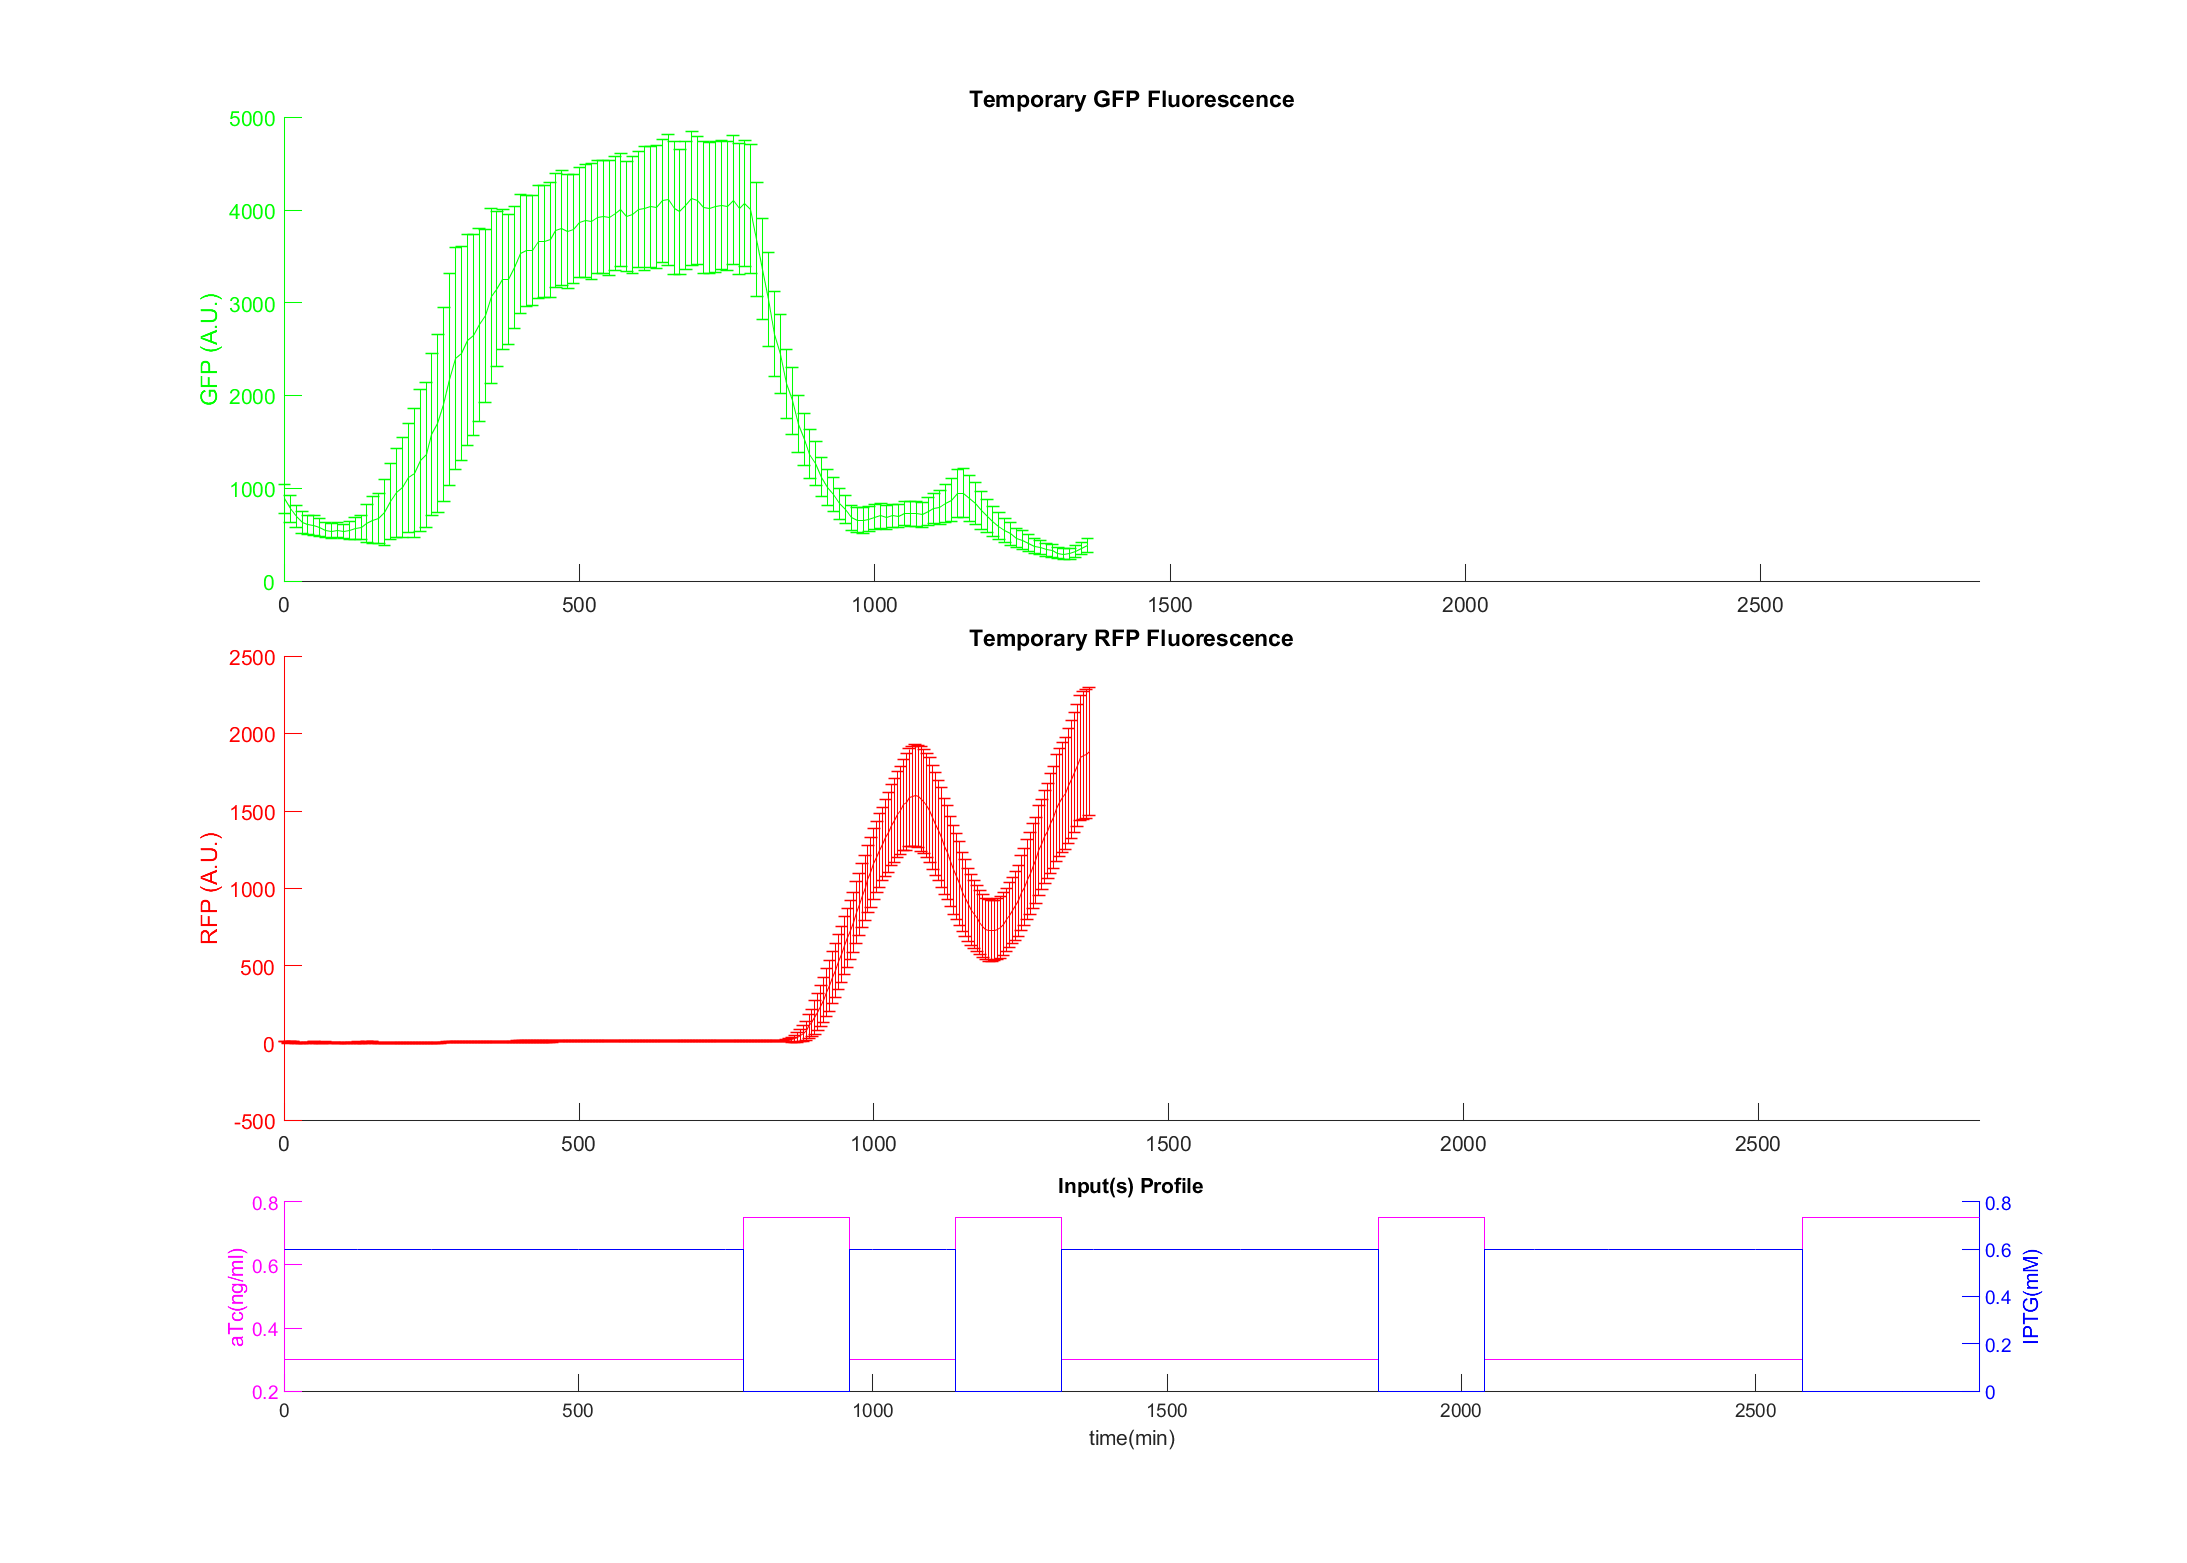 Temporary GFP Fluorescence
5000
4000
3000
2000
1000
0
GFP (A.U.)
0 500 1000 1500 2000 2500
Temporary RFP Fluorescence
2500
2000
1500
1000
500
0
-500
RFP (A.U.)
0 500 1000 1500 2000 2500
Input(s) Profile
0.8
0.6
0.4
0.2
aTc(ng/ml)
0.8
0.6
0.4
0.2
0
IPTG(mM)
0 500 1000 1500 2000 2500
time(min)